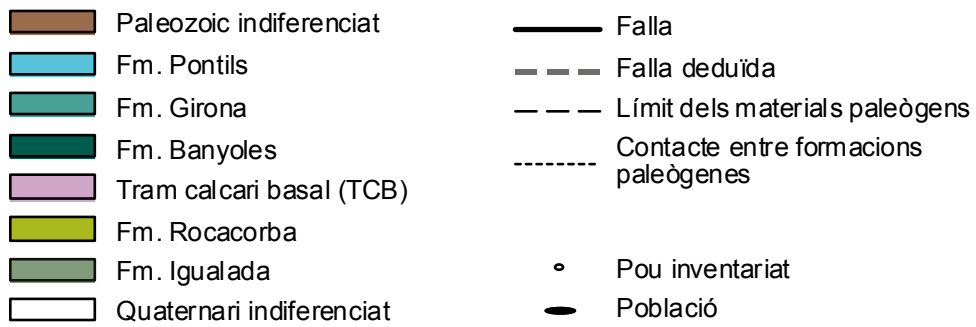 Paleozoic indiferenciat
Fm. Pontils
Fm. Girona
Fm. Banyoles
Tram calcari basal (TCB)
Fm. Rocacorba
Fm. Igualada
Quaternari indiferenciat
Falla
Falla deduïda
Límit dels materials paleògens
Contacte entre formacions
paleògenes
Pou inventariat
Població